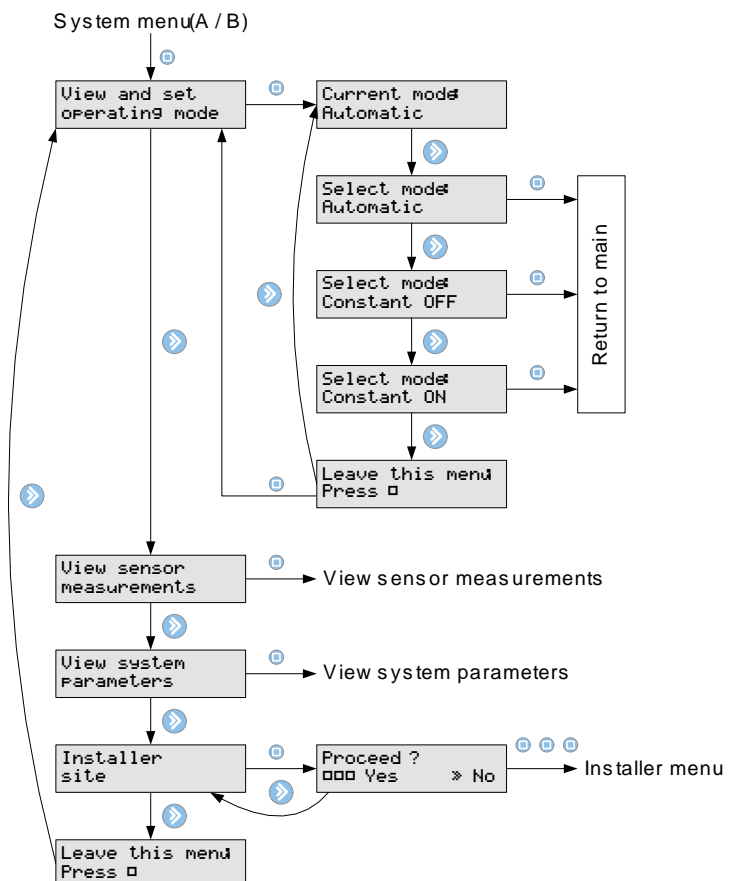 System menu(A / B)
View and set
operating mode
Current mode:
Automatic
Select mode:
Automatic
Select mode:
Constant OFF
Select mode:
Constant ON
Leave this menu:
Press □
Return to main
View sensor
measurements
View sensor measurements
View system
parameters
View system parameters
Installer
site
Proceed ?
□□□ Yes » No
Installer menu
Leave this menu:
Press □